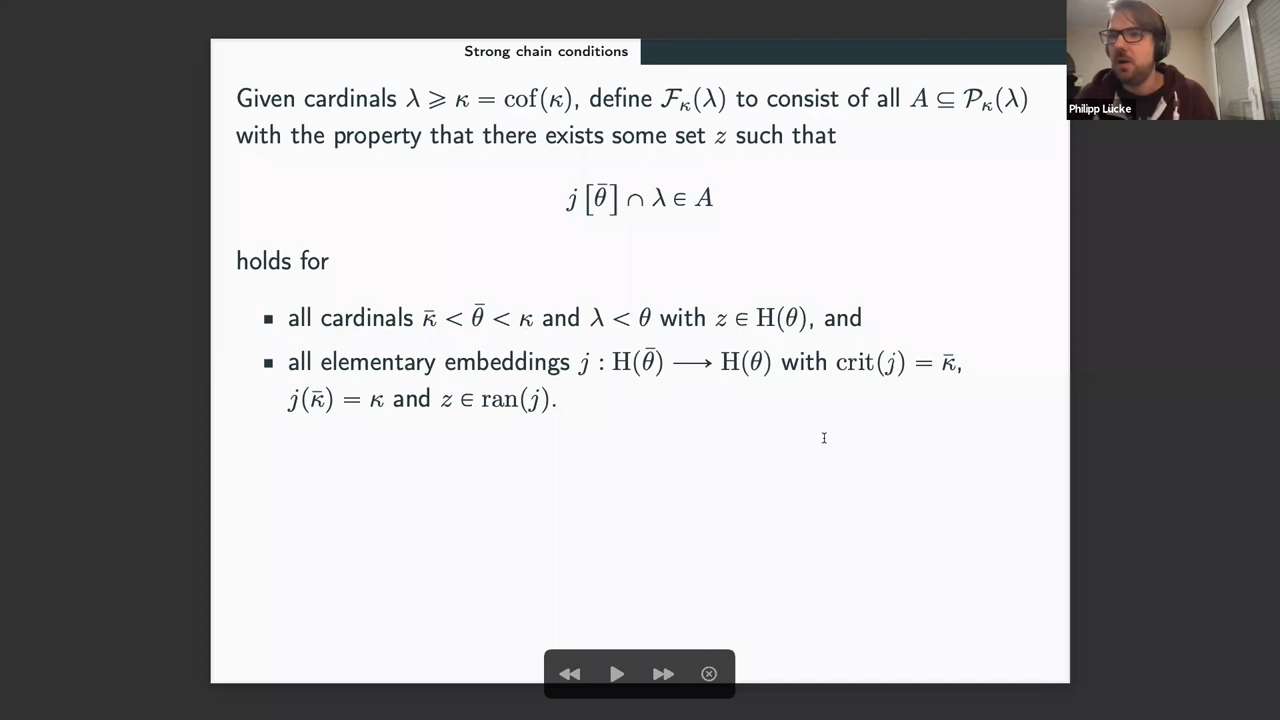 Strong chain conditions
Given cardinals λ ⩾ κ = cof(κ), define ℱ_κ(λ) to consist of all A ⊆ 𝒫_κ(λ)
with the property that there exists some set z such that
j [θ̄] ∩ λ ∈ A
holds for
▪ all cardinals κ̄ < θ̄ < κ and λ < θ with z ∈ H(θ), and
▪ all elementary embeddings j : H(θ̄) ⟶ H(θ) with crit(j) = κ̄,
j(κ̄) = κ and z ∈ ran(j).
Philipp Lücke